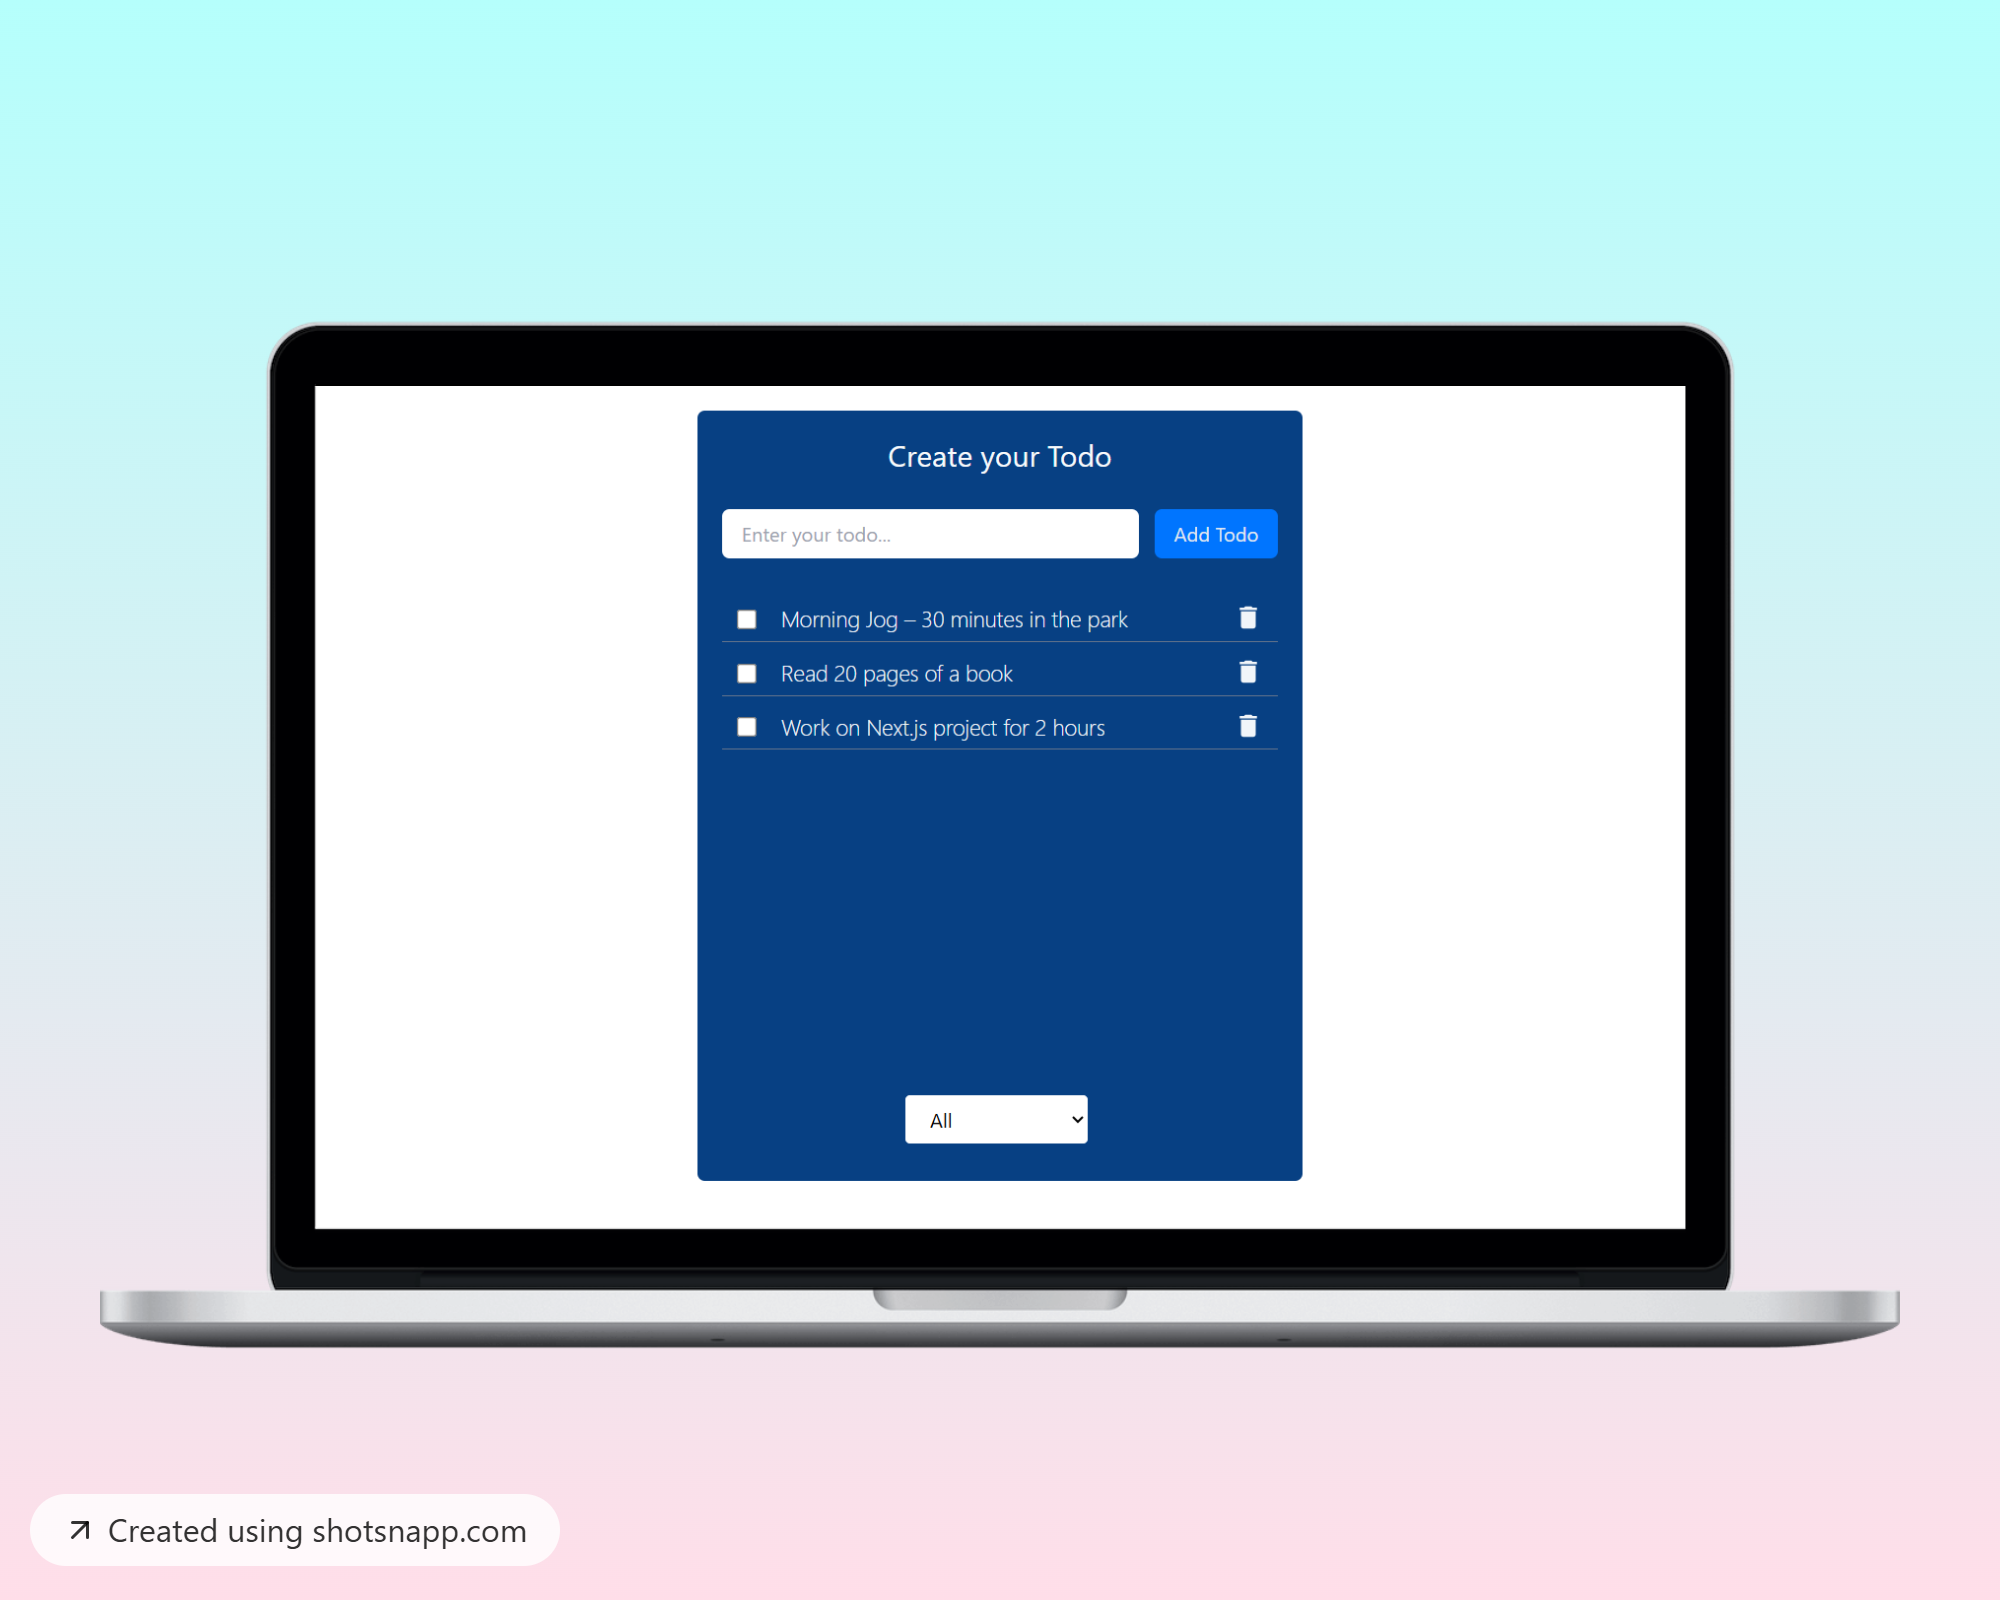 Create your Todo
Enter your todo...
Add Todo
Morning Jog – 30 minutes in the park
Read 20 pages of a book
Work on Next.js project for 2 hours
All
Created using shotsnapp.com